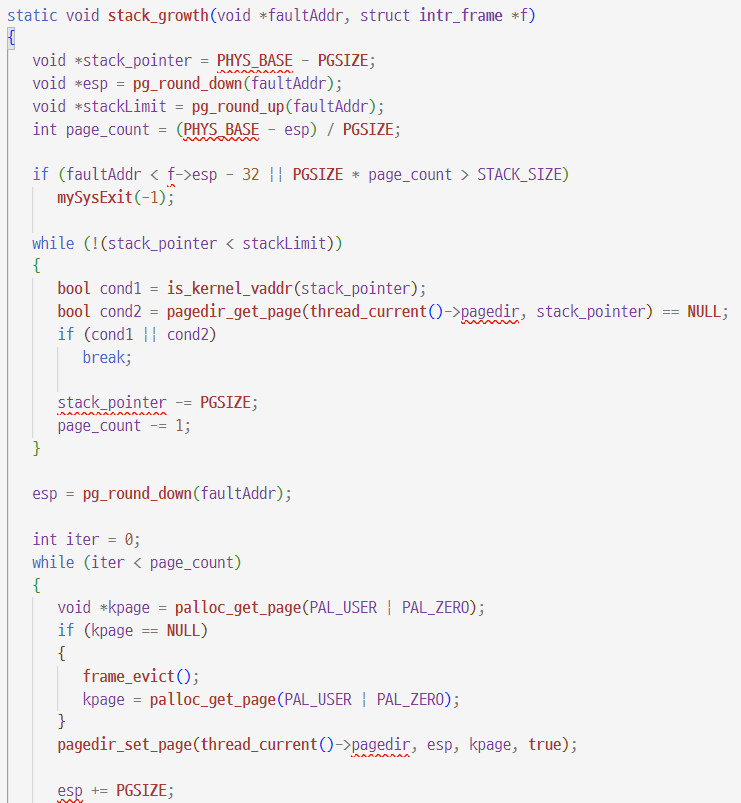 static void stack_growth(void *faultAddr, struct intr_frame *f)
{
void *stack_pointer = PHYS_BASE - PGSIZE;
void *esp = pg_round_down(faultAddr);
void *stackLimit = pg_round_up(faultAddr);
int page_count = (PHYS_BASE - esp) / PGSIZE;
if (faultAddr < f->esp - 32 || PGSIZE * page_count > STACK_SIZE)
mySysExit(-1);
while (!(stack_pointer < stackLimit))
{
bool cond1 = is_kernel_vaddr(stack_pointer);
bool cond2 = pagedir_get_page(thread_current()->pagedir, stack_pointer) == NULL;
if (cond1 || cond2)
break;
stack_pointer -= PGSIZE;
page_count -= 1;
}
esp = pg_round_down(faultAddr);
int iter = 0;
while (iter < page_count)
{
void *kpage = palloc_get_page(PAL_USER | PAL_ZERO);
if (kpage == NULL)
{
frame_evict();
kpage = palloc_get_page(PAL_USER | PAL_ZERO);
}
pagedir_set_page(thread_current()->pagedir, esp, kpage, true);
esp += PGSIZE;